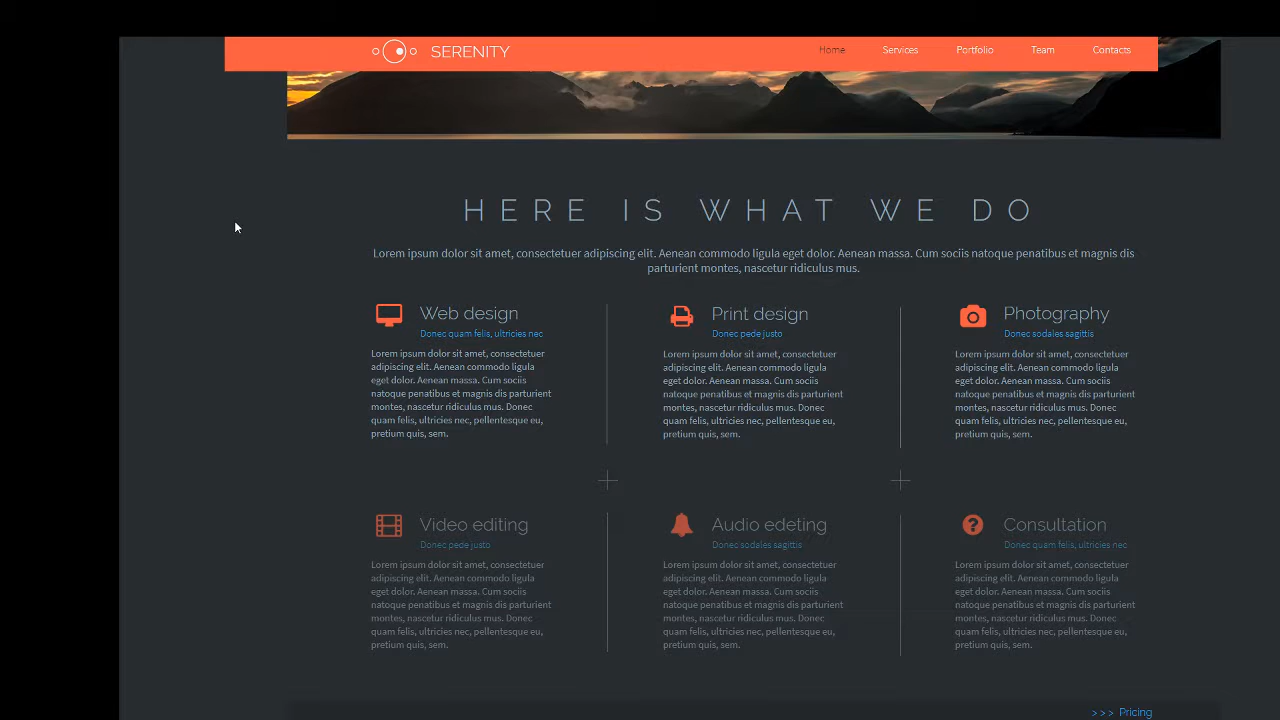 SERENITY
Home Services Portfolio Team Contacts
HERE IS WHAT WE DO
Lorem ipsum dolor sit amet, consectetuer adipiscing elit. Aenean commodo ligula eget dolor. Aenean massa. Cum sociis natoque penatibus et magnis dis
parturient montes, nascetur ridiculus mus.
Web design
Donec quam felis, ultricies nec
Lorem ipsum dolor sit amet, consectetuer
adipiscing elit. Aenean commodo ligula
eget dolor. Aenean massa. Cum sociis
natoque penatibus et magnis dis parturient
montes, nascetur ridiculus mus. Donec
quam felis, ultricies nec, pellentesque eu,
pretium quis, sem.
Print design
Donec pede justo
Lorem ipsum dolor sit amet, consectetuer
adipiscing elit. Aenean commodo ligula
eget dolor. Aenean massa. Cum sociis
natoque penatibus et magnis dis parturient
montes, nascetur ridiculus mus. Donec
quam felis, ultricies nec, pellentesque eu,
pretium quis, sem.
Photography
Donec sodales sagittis
Lorem ipsum dolor sit amet, consectetuer
adipiscing elit. Aenean commodo ligula
eget dolor. Aenean massa. Cum sociis
natoque penatibus et magnis dis parturient
montes, nascetur ridiculus mus. Donec
quam felis, ultricies nec, pellentesque eu,
pretium quis, sem.
Video editing
Donec pede justo
Lorem ipsum dolor sit amet, consectetuer
adipiscing elit. Aenean commodo ligula
eget dolor. Aenean massa. Cum sociis
natoque penatibus et magnis dis parturient
montes, nascetur ridiculus mus. Donec
quam felis, ultricies nec, pellentesque eu,
pretium quis, sem.
Audio edeting
Donec sodales sagittis
Lorem ipsum dolor sit amet, consectetuer
adipiscing elit. Aenean commodo ligula
eget dolor. Aenean massa. Cum sociis
natoque penatibus et magnis dis parturient
montes, nascetur ridiculus mus. Donec
quam felis, ultricies nec, pellentesque eu,
pretium quis, sem.
Consultation
Donec quam felis, ultricies nec
Lorem ipsum dolor sit amet, consectetuer
adipiscing elit. Aenean commodo ligula
eget dolor. Aenean massa. Cum sociis
natoque penatibus et magnis dis parturient
montes, nascetur ridiculus mus. Donec
quam felis, ultricies nec, pellentesque eu,
pretium quis, sem.
>>> Pricing